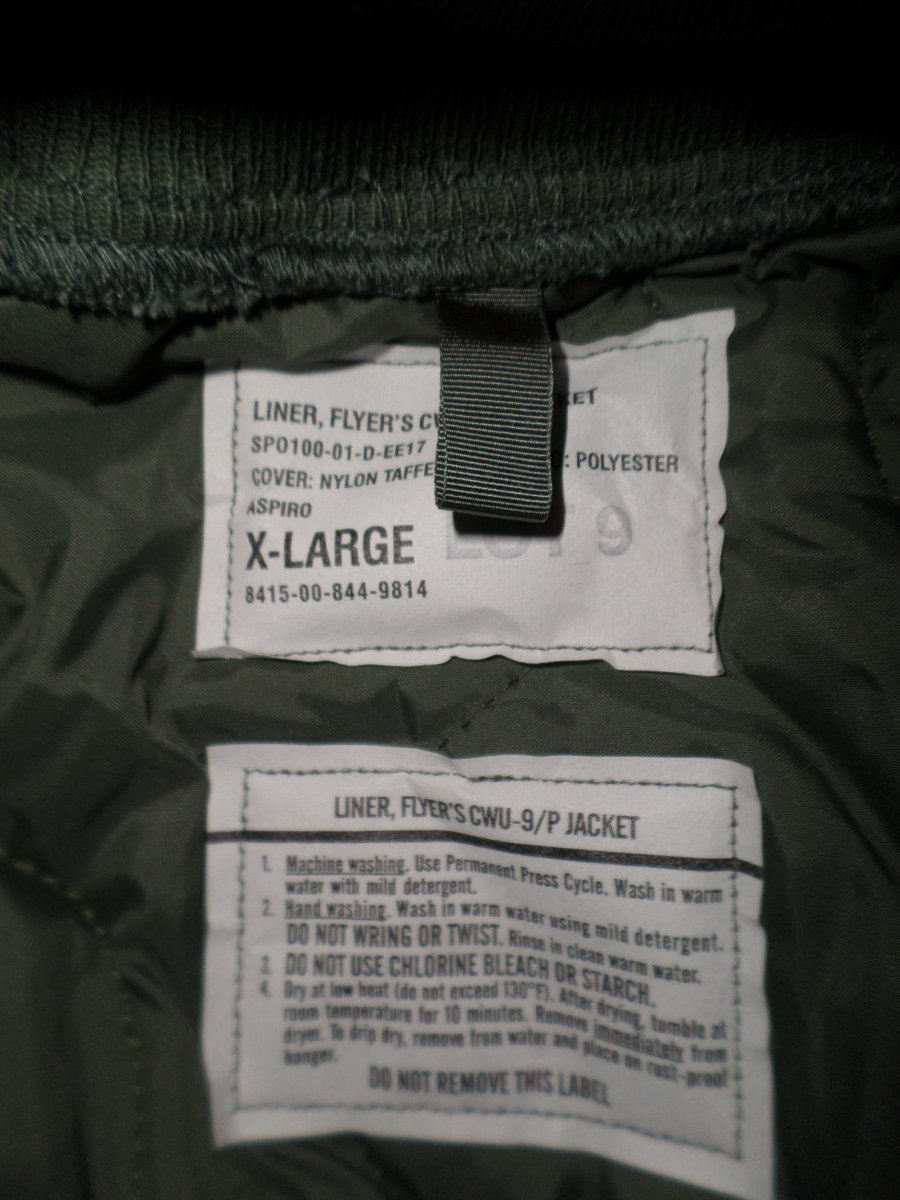 LINER, FLYER'S CW KET
SPO100-01-D-EE17
COVER: NYLON TAFFE : POLYESTER
ASPIRO
X-LARGE LOT 9
8415-00-844-9814
LINER, FLYER'S CWU-9/P JACKET
1. Machine washing. Use Permanent Press Cycle. Wash in warm
water with mild detergent.
2. Hand washing. Wash in warm water using mild detergent.
DO NOT WRING OR TWIST. Rinse in clean warm water.
3. DO NOT USE CHLORINE BLEACH OR STARCH.
4. Dry at low heat (do not exceed 130°F). After drying, tumble at
room temperature for 10 minutes. Remove immediately from
dryer. To drip dry, remove from water and place on rust-proof
hanger.
DO NOT REMOVE THIS LABEL